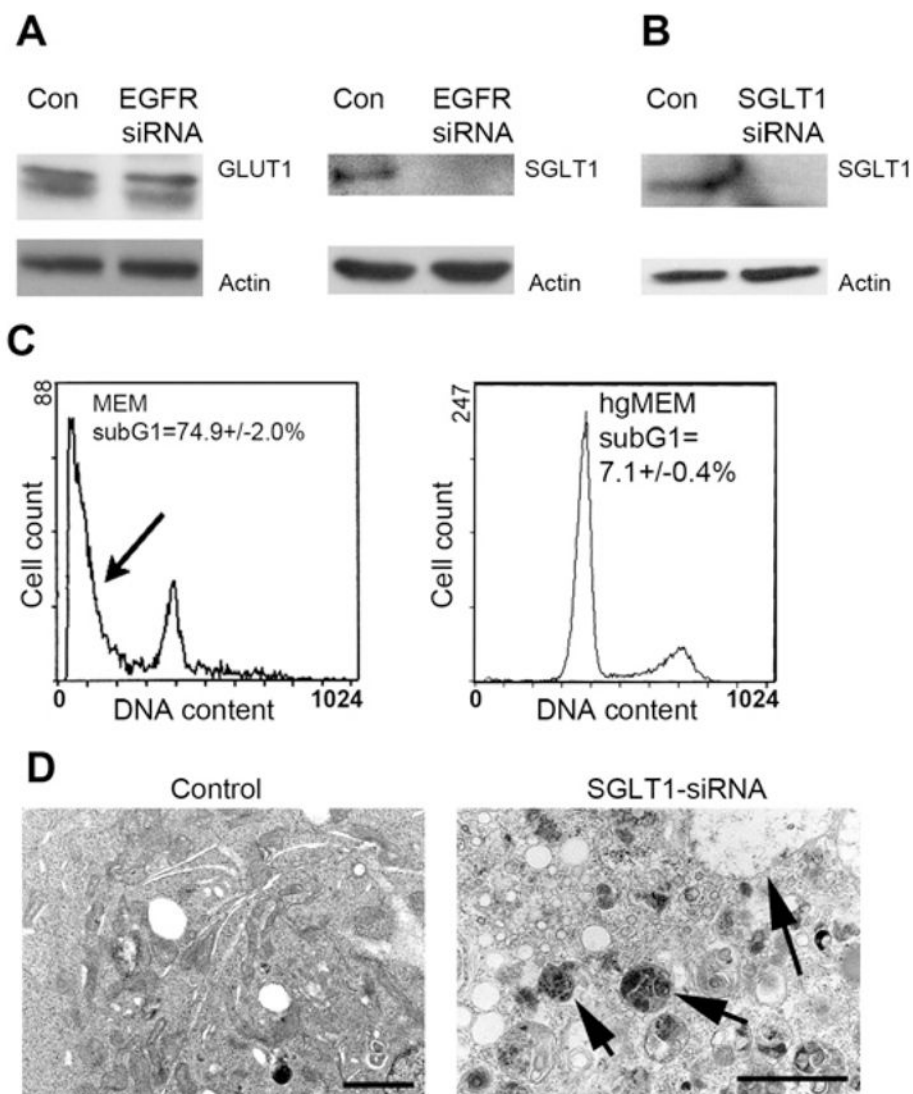 A
B
Con EGFR siRNA
GLUT1
Actin
Con EGFR siRNA
SGLT1
Actin
Con SGLT1 siRNA
SGLT1
Actin
C
88
MEM
subG1=74.9+/-2.0%
Cell count
0 1024
DNA content
247
hgMEM
subG1=
7.1+/-0.4%
Cell count
0 1024
DNA content
D
Control
SGLT1-siRNA